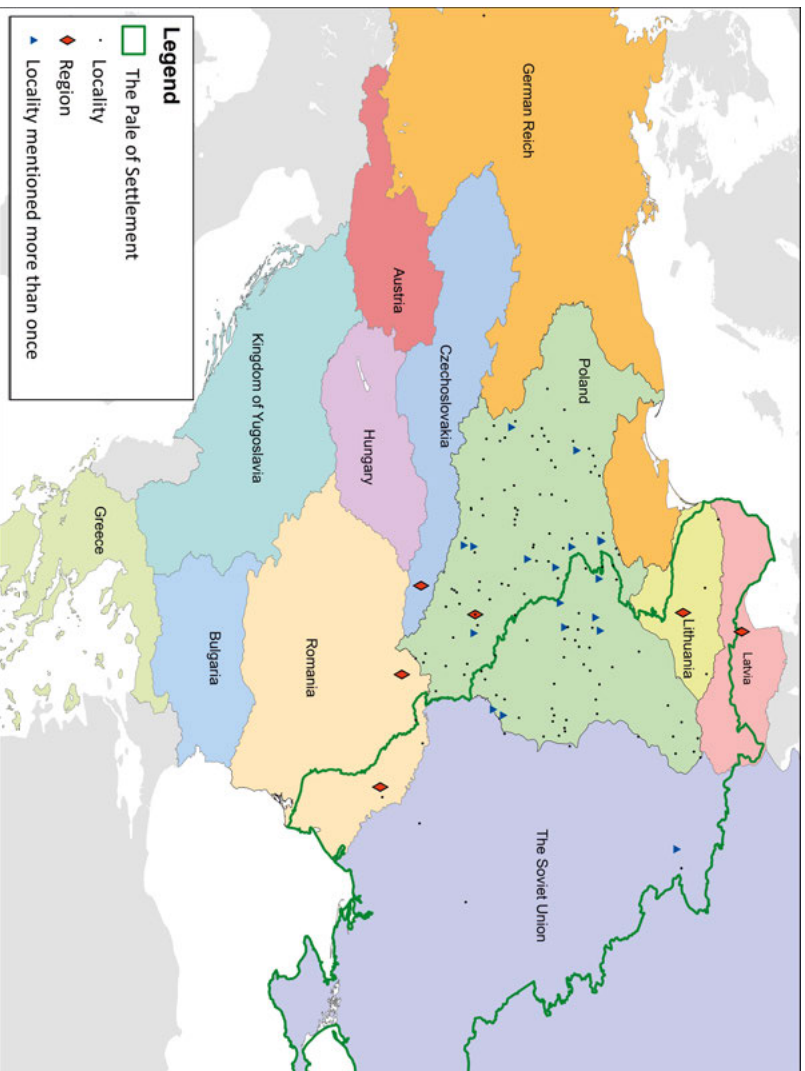 Legend
The Pale of Settlement
Locality
Region
Locality mentioned more than once
German Reich
Poland
Lithuania
Latvia
The Soviet Union
Czechoslovakia
Austria
Hungary
Romania
Kingdom of Yugoslavia
Bulgaria
Greece